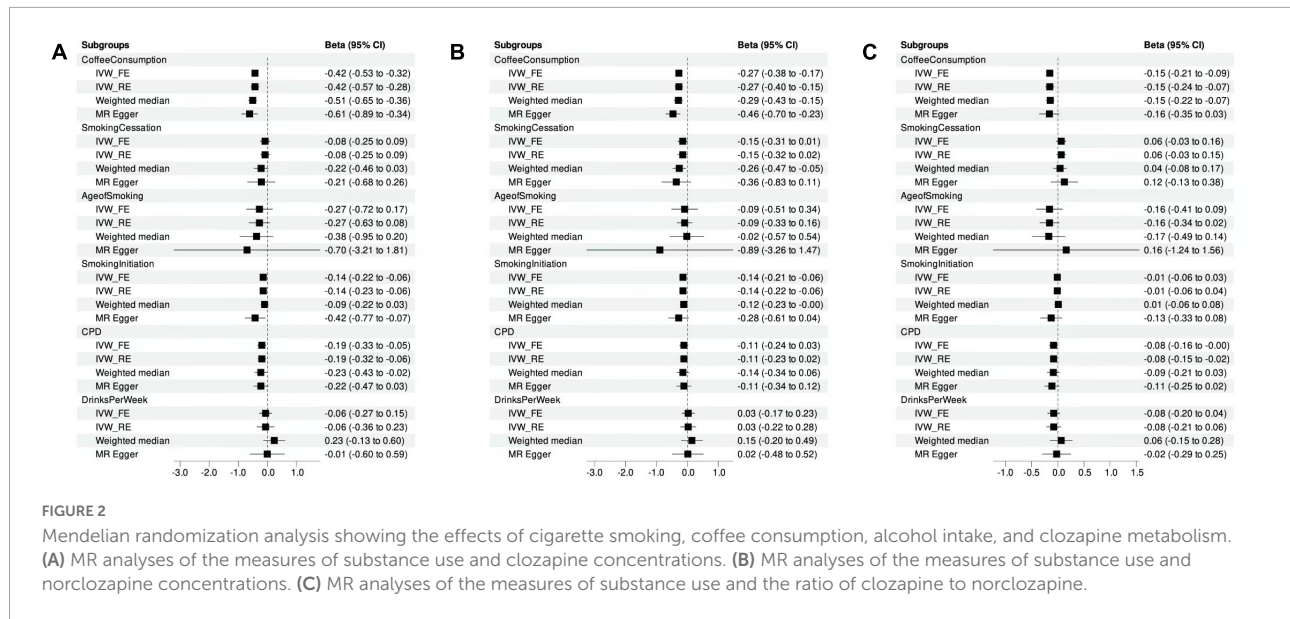 A
Subgroups Beta (95% CI)
CoffeeConsumption
IVW_FE -0.42 (-0.53 to -0.32)
IVW_RE -0.42 (-0.57 to -0.28)
Weighted median -0.51 (-0.65 to -0.36)
MR Egger -0.61 (-0.89 to -0.34)
SmokingCessation
IVW_FE -0.08 (-0.25 to 0.09)
IVW_RE -0.08 (-0.25 to 0.09)
Weighted median -0.22 (-0.46 to 0.03)
MR Egger -0.21 (-0.68 to 0.26)
AgeofSmoking
IVW_FE -0.27 (-0.72 to 0.17)
IVW_RE -0.27 (-0.63 to 0.08)
Weighted median -0.38 (-0.95 to 0.20)
MR Egger -0.70 (-3.21 to 1.81)
SmokingInitiation
IVW_FE -0.14 (-0.22 to -0.06)
IVW_RE -0.14 (-0.23 to -0.06)
Weighted median -0.09 (-0.22 to 0.03)
MR Egger -0.42 (-0.77 to -0.07)
CPD
IVW_FE -0.19 (-0.33 to -0.05)
IVW_RE -0.19 (-0.32 to -0.06)
Weighted median -0.23 (-0.43 to -0.02)
MR Egger -0.22 (-0.47 to 0.03)
DrinksPerWeek
IVW_FE -0.06 (-0.27 to 0.15)
IVW_RE -0.06 (-0.36 to 0.23)
Weighted median 0.23 (-0.13 to 0.60)
MR Egger -0.01 (-0.60 to 0.59)
-3.0 -2.0 -1.0 0.0 1.0
B
Subgroups Beta (95% CI)
CoffeeConsumption
IVW_FE -0.27 (-0.38 to -0.17)
IVW_RE -0.27 (-0.40 to -0.15)
Weighted median -0.29 (-0.43 to -0.15)
MR Egger -0.46 (-0.70 to -0.23)
SmokingCessation
IVW_FE -0.15 (-0.31 to 0.01)
IVW_RE -0.15 (-0.32 to 0.02)
Weighted median -0.26 (-0.47 to -0.05)
MR Egger -0.36 (-0.83 to 0.11)
AgeofSmoking
IVW_FE -0.09 (-0.51 to 0.34)
IVW_RE -0.09 (-0.33 to 0.16)
Weighted median -0.02 (-0.57 to 0.54)
MR Egger -0.89 (-3.26 to 1.47)
SmokingInitiation
IVW_FE -0.14 (-0.21 to -0.06)
IVW_RE -0.14 (-0.22 to -0.06)
Weighted median -0.12 (-0.23 to -0.00)
MR Egger -0.28 (-0.61 to 0.04)
CPD
IVW_FE -0.11 (-0.24 to 0.03)
IVW_RE -0.11 (-0.23 to 0.02)
Weighted median -0.14 (-0.34 to 0.06)
MR Egger -0.11 (-0.34 to 0.12)
DrinksPerWeek
IVW_FE 0.03 (-0.17 to 0.23)
IVW_RE 0.03 (-0.22 to 0.28)
Weighted median 0.15 (-0.20 to 0.49)
MR Egger 0.02 (-0.48 to 0.52)
-3.0 -2.0 -1.0 0.0 1.0
C
Subgroups Beta (95% CI)
CoffeeConsumption
IVW_FE -0.15 (-0.21 to -0.09)
IVW_RE -0.15 (-0.24 to -0.07)
Weighted median -0.15 (-0.22 to -0.07)
MR Egger -0.16 (-0.35 to 0.03)
SmokingCessation
IVW_FE 0.06 (-0.03 to 0.16)
IVW_RE 0.06 (-0.03 to 0.15)
Weighted median 0.04 (-0.08 to 0.17)
MR Egger 0.12 (-0.13 to 0.38)
AgeofSmoking
IVW_FE -0.16 (-0.41 to 0.09)
IVW_RE -0.16 (-0.34 to 0.02)
Weighted median -0.17 (-0.49 to 0.14)
MR Egger 0.16 (-1.24 to 1.56)
SmokingInitiation
IVW_FE -0.01 (-0.06 to 0.03)
IVW_RE -0.01 (-0.06 to 0.04)
Weighted median 0.01 (-0.06 to 0.08)
MR Egger -0.13 (-0.33 to 0.08)
CPD
IVW_FE -0.08 (-0.16 to -0.00)
IVW_RE -0.08 (-0.15 to -0.02)
Weighted median -0.09 (-0.21 to 0.03)
MR Egger -0.11 (-0.25 to 0.02)
DrinksPerWeek
IVW_FE -0.08 (-0.20 to 0.04)
IVW_RE -0.08 (-0.21 to 0.06)
Weighted median 0.06 (-0.15 to 0.28)
MR Egger -0.02 (-0.29 to 0.25)
-1.0 -0.5 0.0 0.5 1.0 1.5
FIGURE 2
Mendelian randomization analysis showing the effects of cigarette smoking, coffee consumption, alcohol intake, and clozapine metabolism.
(A) MR analyses of the measures of substance use and clozapine concentrations. (B) MR analyses of the measures of substance use and
norclozapine concentrations. (C) MR analyses of the measures of substance use and the ratio of clozapine to norclozapine.